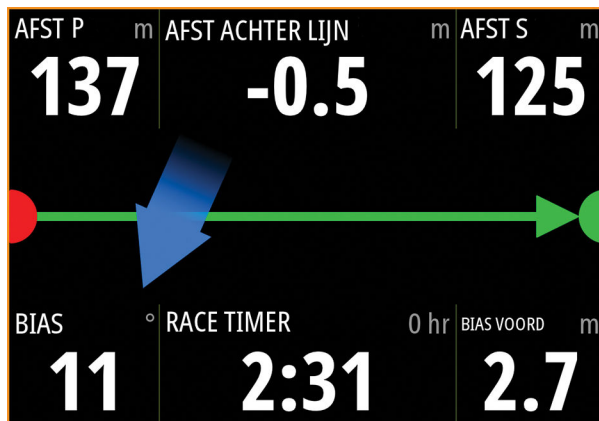 AFST P m AFST ACHTER LIJN m AFST S m
137 -0.5 125
BIAS ° RACE TIMER 0 hr BIAS VOORD m
11 2:31 2.7